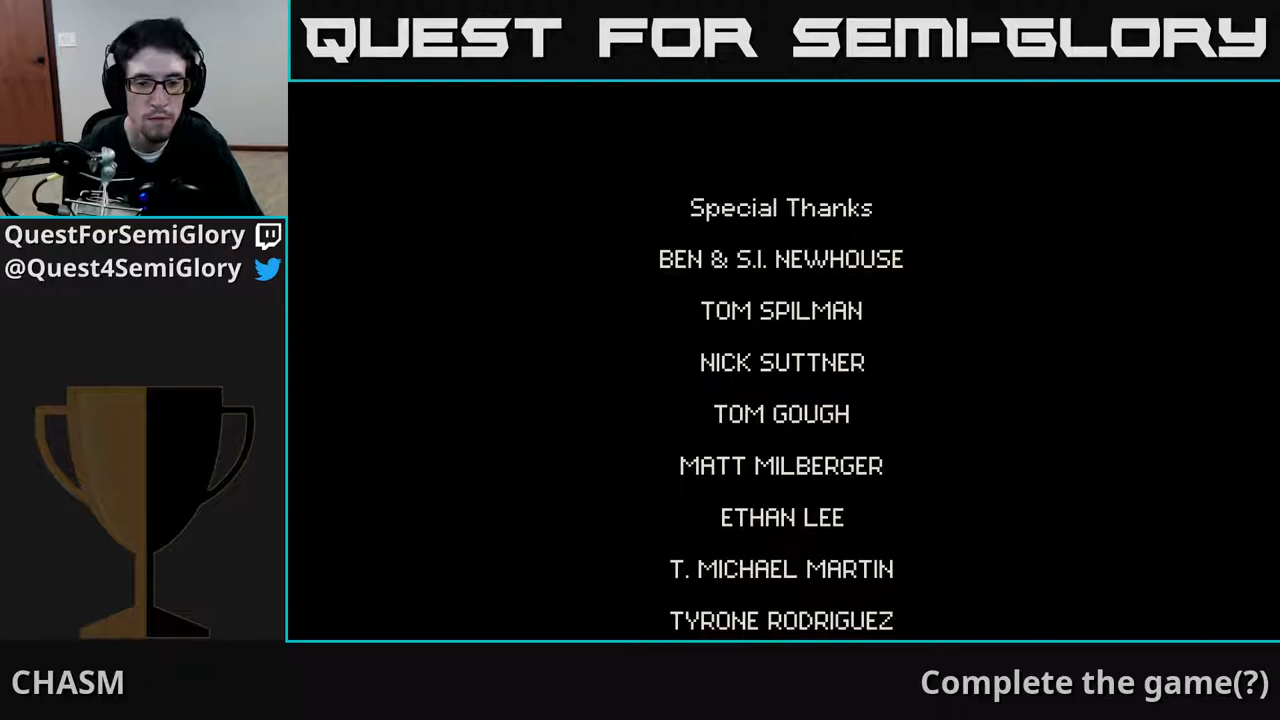 QUEST FOR SEMI-GLORY
QuestForSemiGlory
@Quest4SemiGlory
Special Thanks
BEN & S.I. NEWHOUSE
TOM SPILMAN
NICK SUTTNER
TOM GOUGH
MATT MILBERGER
ETHAN LEE
T. MICHAEL MARTIN
TYRONE RODRIGUEZ
CHASM
Complete the game(?)